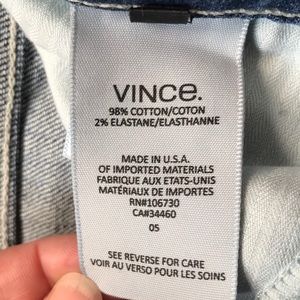 VINCE.
98% COTTON/COTON
2% ELASTANE/ELASTHANNE
MADE IN U.S.A.
OF IMPORTED MATERIALS
FABRIQUE AUX ETATS-UNIS
MATÉRIAUX DE IMPORTES
RN#106730
CA#34460
05
SEE REVERSE FOR CARE
VOIR AU VERSO POUR LES SOINS